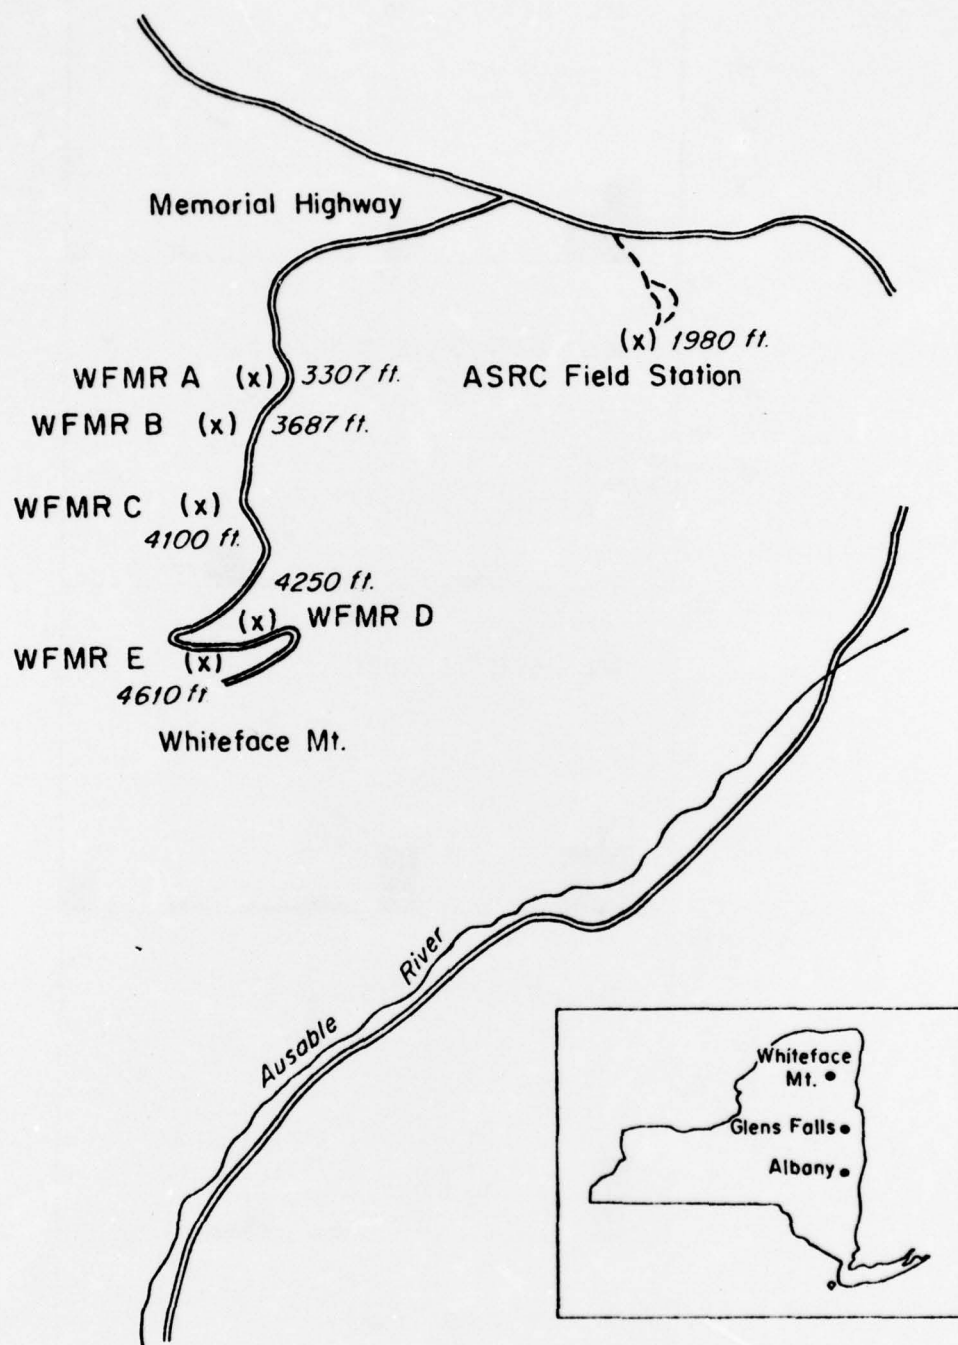 Memorial Highway
(x) 1980 ft.
ASRC Field Station
WFMR A (x) 3307 ft.
WFMR B (x) 3687 ft.
WFMR C (x)
4100 ft.
4250 ft.
(x) WFMR D
WFMR E (x)
4610 ft
Whiteface Mt.
Ausable River
Whiteface
Mt.
Glens Falls
Albany